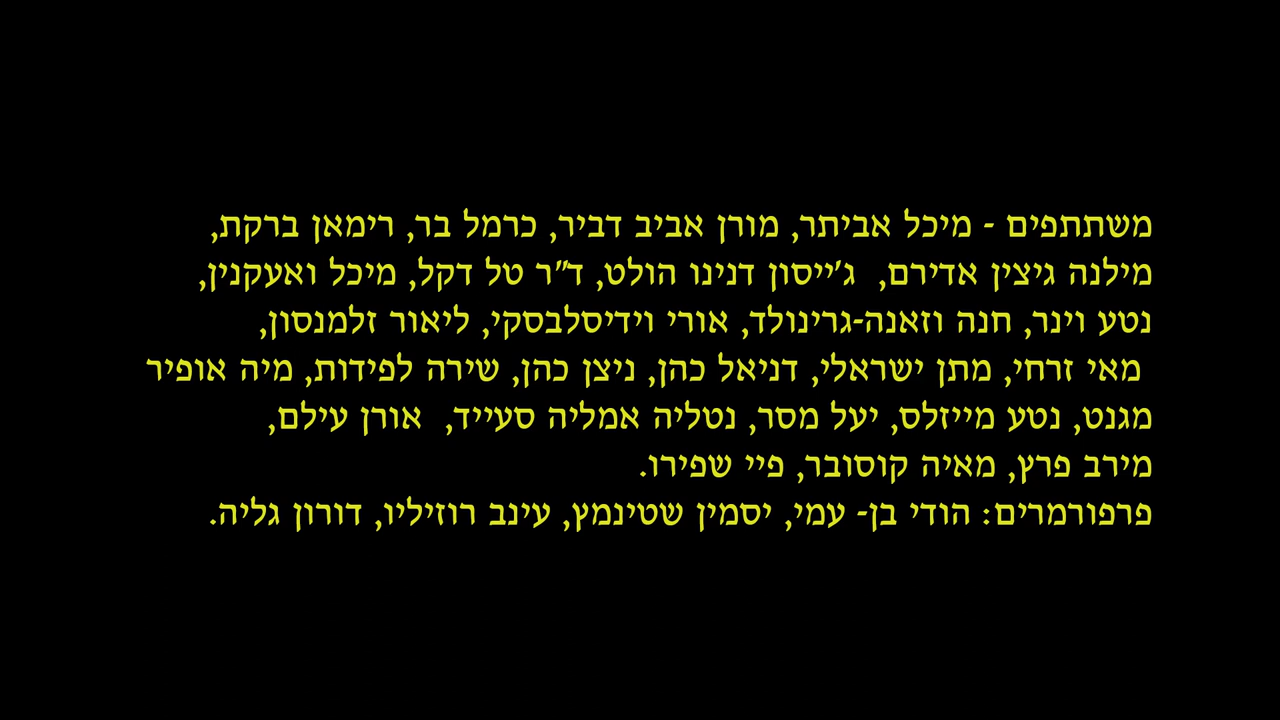 משתתפים - מיכל אביתר, מורן אביב דביר, כרמל בר, רימאן ברקת,
מילנה גיצין אדירם,  ג'ייסון דנינו הולט, ד"ר טל דקל, מיכל ואעקנין,
נטע וינר, חנה וזאנה-גרינולד, אורי וידיסלבסקי, ליאור זלמנסון,
מאי זרחי, מתן ישראלי, דניאל כהן, ניצן כהן, שירה לפידות, מיה אופיר
מגנט, נטע מייזלס, יעל מסר, נטליה אמליה סעייד,  אורן עילם,
מירב פרץ, מאיה קוסובר, פיי שפירו.
פרפורמרים: הודי בן- עמי, יסמין שטינמץ, עינב רוזיליו, דורון גליה.